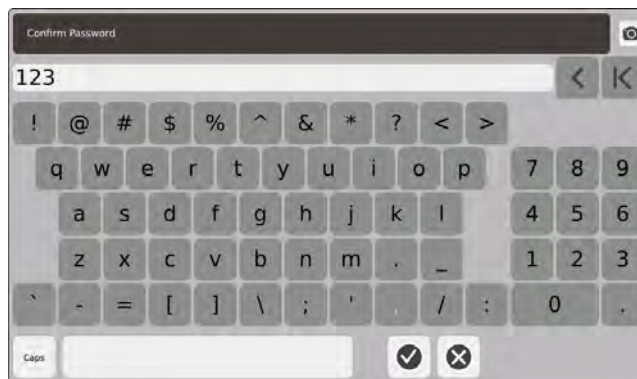 Confirm Password
123
! @ # $ % ^ & * ? < >
q w e r t y u i o p 7 8 9
a s d f g h j k l 4 5 6
z x c v b n m . _ 1 2 3
` - = [ ] \ ; ' , / : 0 .
Caps